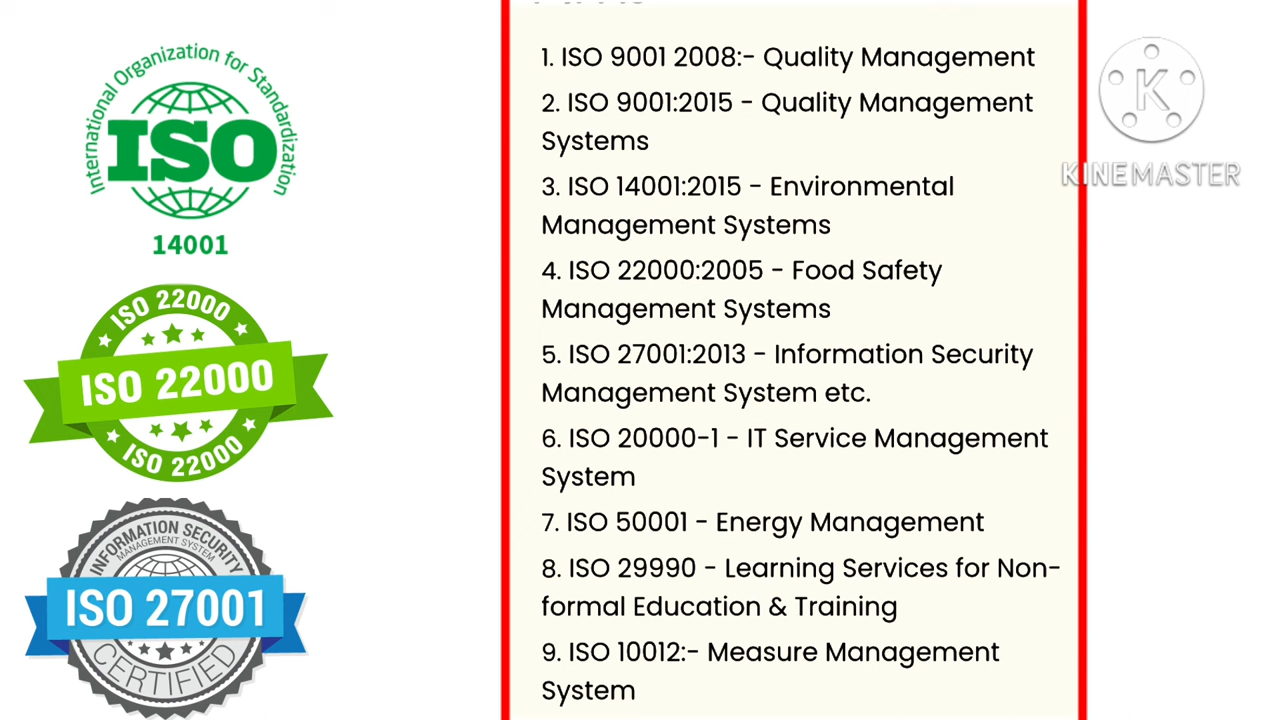 International Organization for Standardization
ISO
14001
ISO 22000
ISO 22000
ISO 22000
INFORMATION SECURITY
MANAGEMENT SYSTEM
ISO 27001
CERTIFIED
1. ISO 9001 2008:- Quality Management
2. ISO 9001:2015 - Quality Management
Systems
3. ISO 14001:2015 - Environmental
Management Systems
4. ISO 22000:2005 - Food Safety
Management Systems
5. ISO 27001:2013 - Information Security
Management System etc.
6. ISO 20000-1 - IT Service Management
System
7. ISO 50001 - Energy Management
8. ISO 29990 - Learning Services for Non-
formal Education & Training
9. ISO 10012:- Measure Management
System
K
KINEMASTER